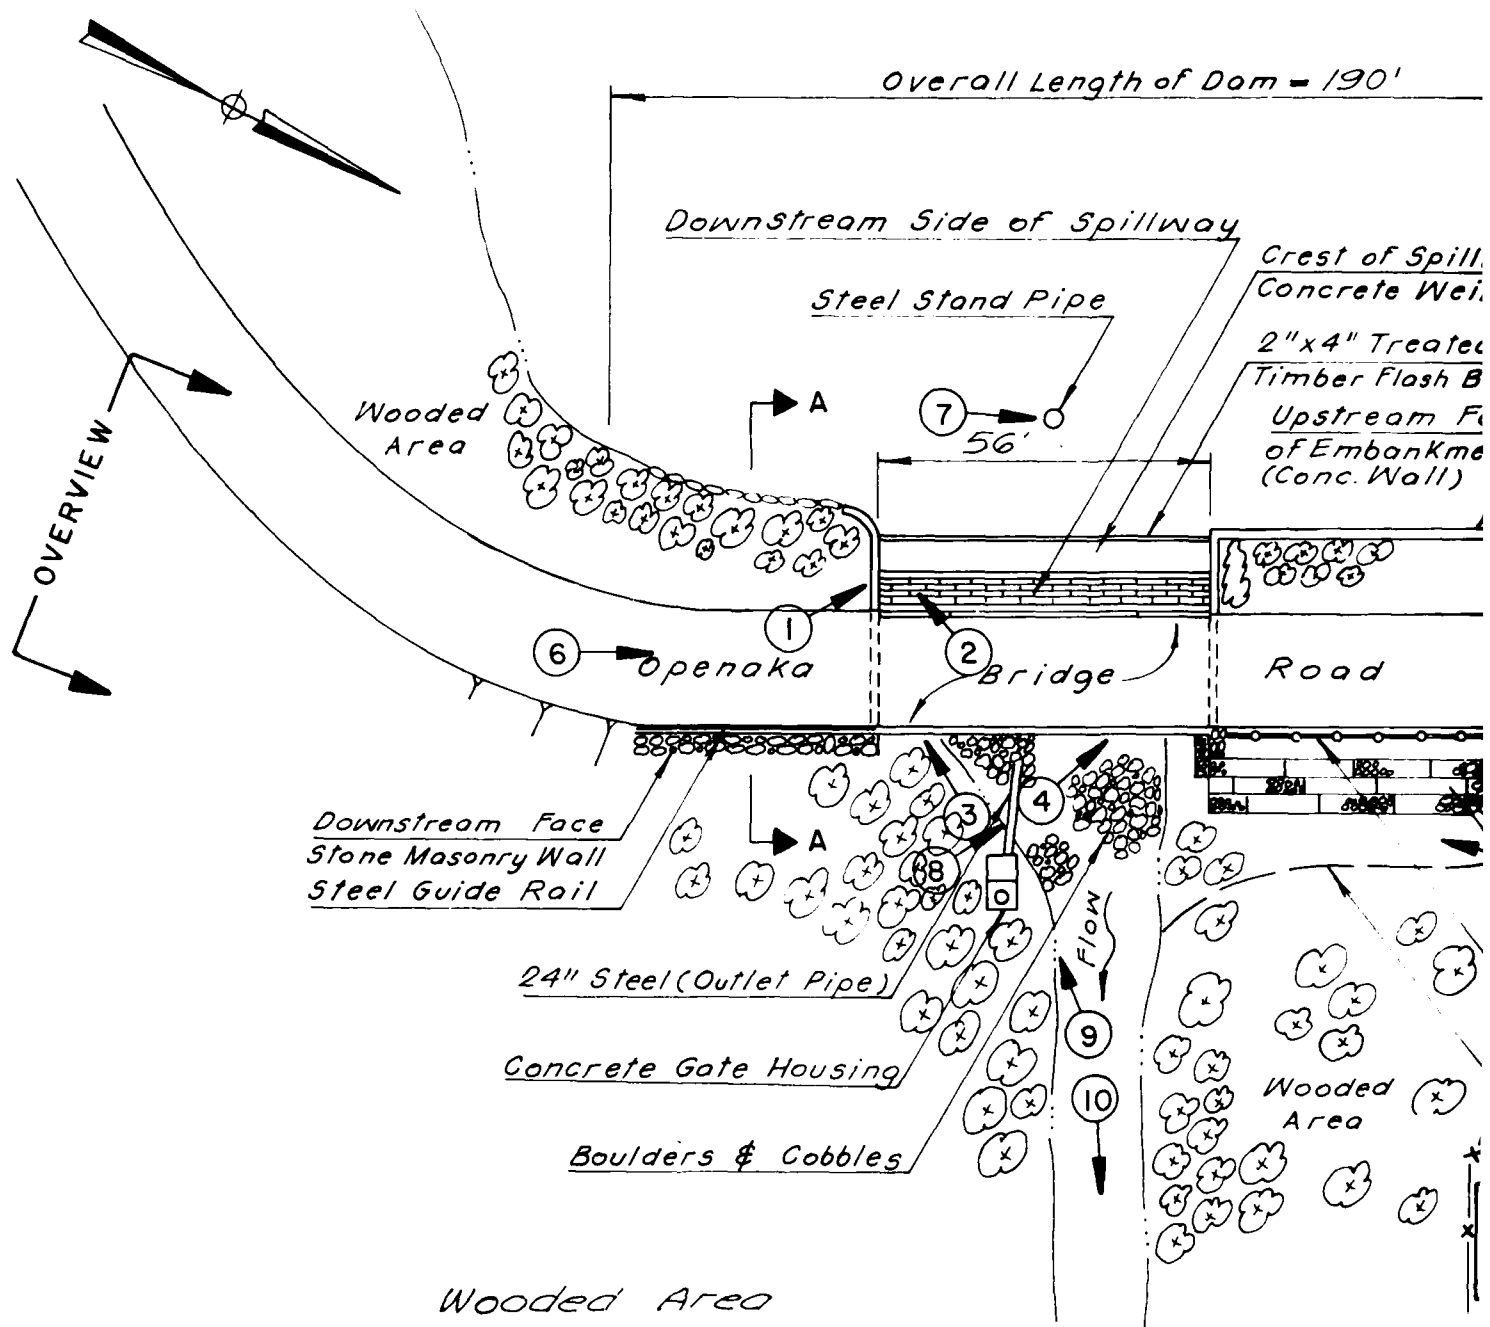 Overall Length of Dam = 190'
Downstream Side of Spillway
Crest of Spill
Concrete Wei
Steel Stand Pipe
2"x4" Treated
Timber Flash B
Upstream Fa
of Embankme
(Conc. Wall)
Wooded
Area
A
7
56'
OVERVIEW
1
6
2
Openaka
Bridge
Road
3
4
Downstream Face
Stone Masonry Wall
Steel Guide Rail
A
8
Flow
24" Steel (Outlet Pipe)
9
Concrete Gate Housing
10
Wooded
Area
Boulders & Cobbles
Wooded Area